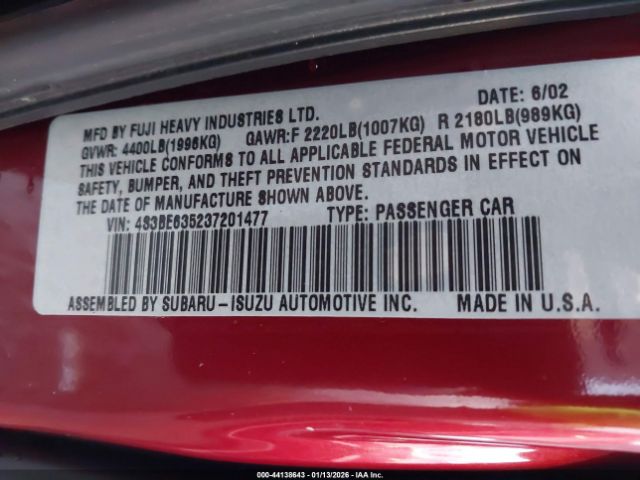 DATE: 6/02
MFD BY FUJI HEAVY INDUSTRIES LTD.
GVWR: 4400LB(1996KG) GAWR:F 2220LB(1007KG) R 2180LB(989KG)
THIS VEHICLE CONFORMS TO ALL APPLICABLE FEDERAL MOTOR VEHICLE
SAFETY, BUMPER, AND THEFT PREVENTION STANDARDS IN EFFECT ON
THE DATE OF MANUFACTURE SHOWN ABOVE.
VIN: 4S3BE635237201477 TYPE: PASSENGER CAR
ASSEMBLED BY SUBARU-ISUZU AUTOMOTIVE INC. MADE IN U.S.A.
000-44138643 - 01/13/2026 - IAA Inc.